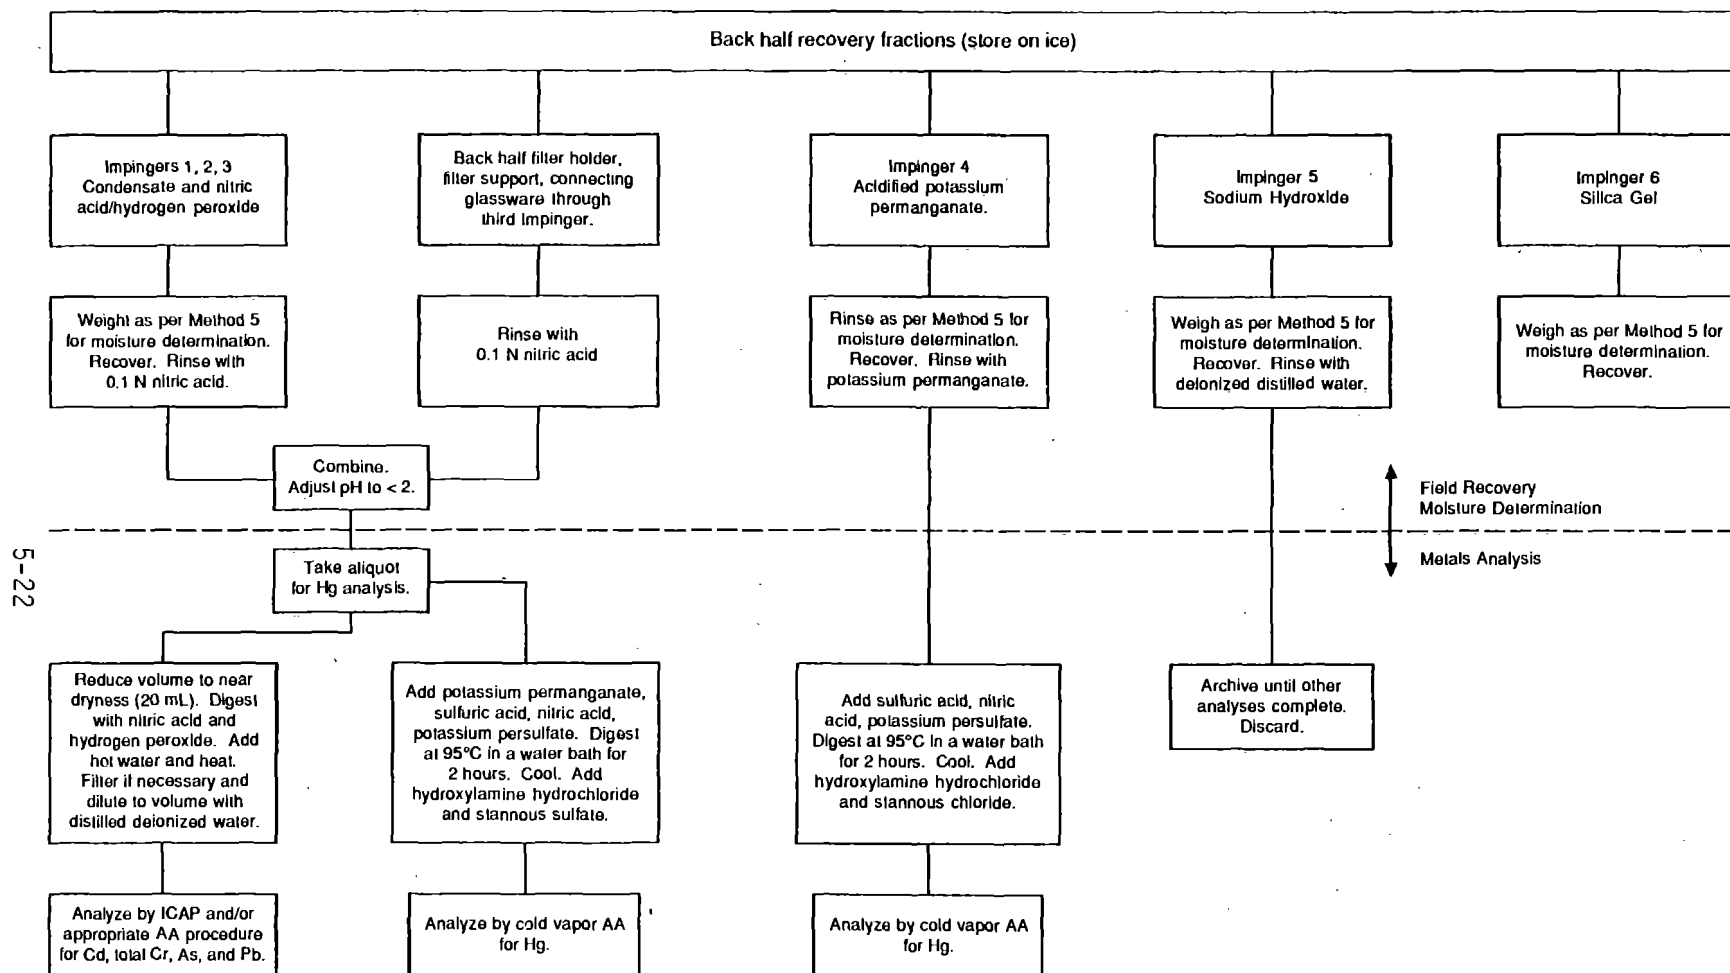 Back half recovery fractions (store on ice)
Impingers 1, 2, 3
Condensate and nitric
acid/hydrogen peroxide
Back half filter holder,
filter support, connecting
glassware through
third Impinger.
Impinger 4
Acidified potassium
permanganate.
Impinger 5
Sodium Hydroxide
Impinger 6
Silica Gel
Weight as per Method 5
for moisture determination.
Recover. Rinse with
0.1 N nitric acid.
Rinse with
0.1 N nitric acid
Rinse as per Method 5 for
moisture determination.
Recover. Rinse with
potassium permanganate.
Weigh as per Method 5 for
moisture determination.
Recover. Rinse with
deionized distilled water.
Weigh as per Method 5 for
moisture determination.
Recover.
Combine.
Adjust pH to < 2.
Field Recovery
Moisture Determination
Metals Analysis
5-22
Take aliquot
for Hg analysis.
Reduce volume to near
dryness (20 mL). Digest
with nitric acid and
hydrogen peroxide. Add
hot water and heat.
Filter if necessary and
dilute to volume with
distilled deionized water.
Add potassium permanganate,
sulfuric acid, nitric acid,
potassium persulfate. Digest
at 95°C in a water bath for
2 hours. Cool. Add
hydroxylamine hydrochloride
and stannous sulfate.
Add sulfuric acid, nitric
acid, potassium persulfate.
Digest at 95°C in a water bath
for 2 hours. Cool. Add
hydroxylamine hydrochloride
and stannous chloride.
Archive until other
analyses complete.
Discard.
Analyze by ICAP and/or
appropriate AA procedure
for Cd, total Cr, As, and Pb.
Analyze by cold vapor AA
for Hg.
Analyze by cold vapor AA
for Hg.